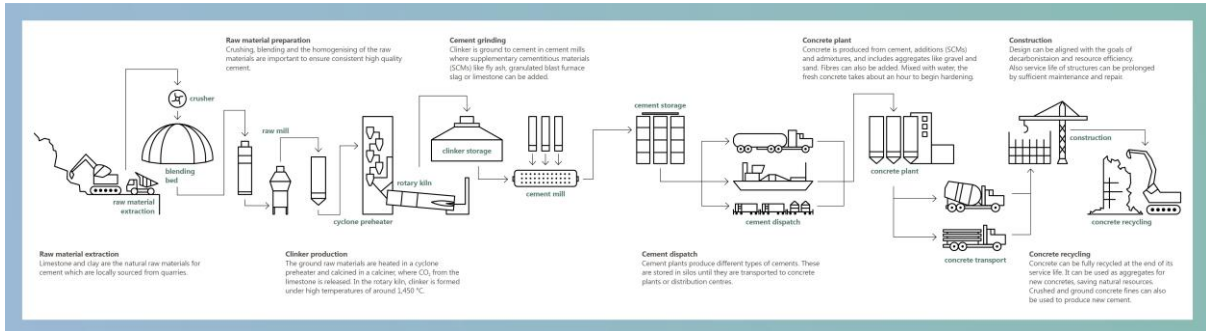 Raw material preparation
Crushing, blending and the homogenising of the raw
materials are important to ensure consistent high quality
cement.
Cement grinding
Clinker is ground to cement in cement mills
where supplementary cementitious materials
(SCMs) like fly ash, granulated blast furnace
slag or limestone can be added.
Concrete plant
Concrete is produced from cement, additions (SCMs)
and admixtures, and includes aggregates like gravel and
sand. Fibres can also be added. Mixed with water, the
fresh concrete takes about an hour to begin hardening.
Construction
Design can be aligned with the goals of
decarbonistaion and resource efficiency.
Also service life of structures can be prolonged
by sufficient maintenance and repair.
crusher
blending
bed
raw material
extraction
raw mill
cyclone preheater
rotary kiln
clinker storage
cement mill
cement storage
cement dispatch
concrete plant
concrete transport
construction
concrete recycling
Raw material extraction
Limestone and clay are the natural raw materials for
cement which are locally sourced from quarries.
Clinker production
The ground raw materials are heated in a cyclone
preheater and calcined in a calciner, where CO₂ from the
limestone is released. In the rotary kiln, clinker is formed
under high temperatures of around 1,450 °C.
Cement dispatch
Cement plants produce different types of cements. These
are stored in silos until they are transported to concrete
plants or distribution centres.
Concrete recycling
Concrete can be fully recycled at the end of its
service life. It can be used as aggregates for
new concretes, saving natural resources.
Crushed and ground concrete fines can also
be used to produce new cement.